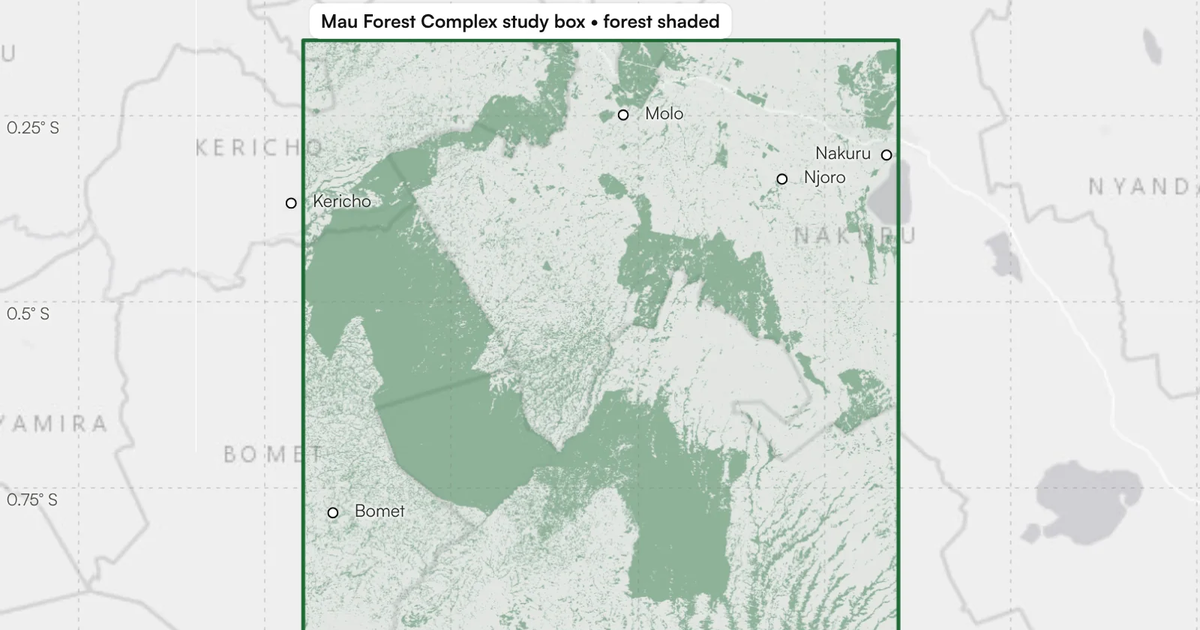 Mau Forest Complex study box • forest shaded
U
Molo
0.25° S
KERICHO
Nakuru
Njoro
NYAND
Kericho
NAKURU
0.5° S
YAMIRA
BOMET
0.75° S
Bomet